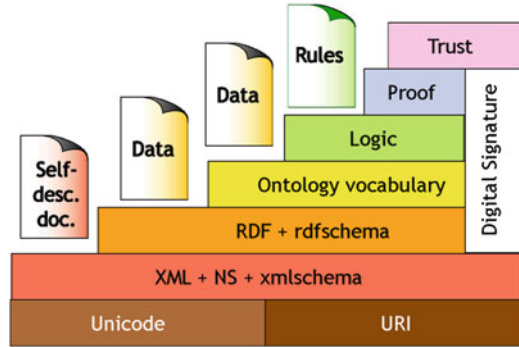 Trust
Rules
Proof
Data
Logic
Digital Signature
Data
Self-
desc.
doc.
Ontology vocabulary
RDF + rdfschema
XML + NS + xmlschema
Unicode
URI